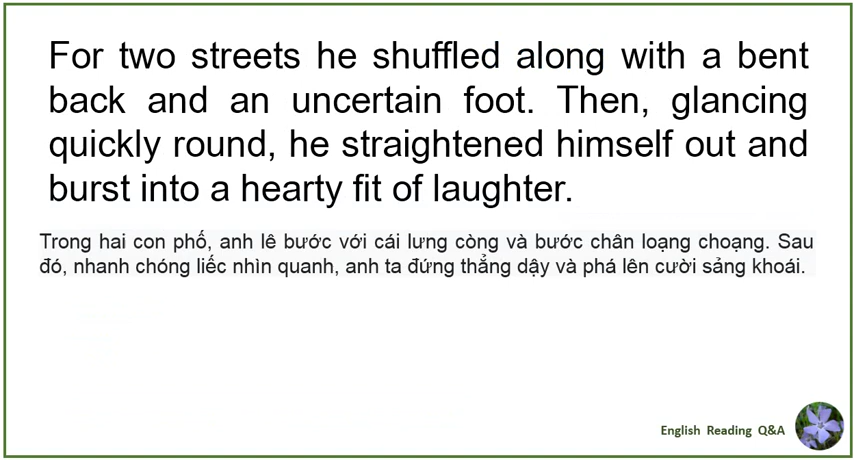 For two streets he shuffled along with a bent
back and an uncertain foot. Then, glancing
quickly round, he straightened himself out and
burst into a hearty fit of laughter.
Trong hai con phố, anh lê bước với cái lưng còng và bước chân loạng choạng. Sau
đó, nhanh chóng liếc nhìn quanh, anh ta đứng thẳng dậy và phá lên cười sảng khoái.
English Reading Q&A